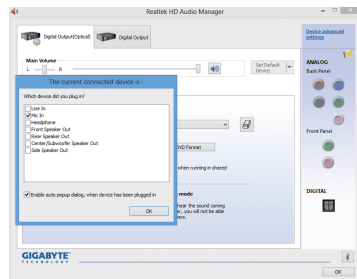 Realtek HD Audio Manager
Digital Output(Optical)
Digital Output
Device advanced settings
Main Volume
L
R
Set Default
Device
ANALOG
Back Panel
The current connected device is :
Which device did you plug in?
Line In
Mic In
Headphone
Front Speaker Out
Rear Speaker Out
Center/Subwoofer Speaker Out
Side Speaker Out
Enable auto popup dialog, when device has been plugged in
OK
DVD Format
when running in shared
mode
hear the sound coming
you will not be able
Front Panel
DIGITAL
GIGABYTE
TECHNOLOGY
OK